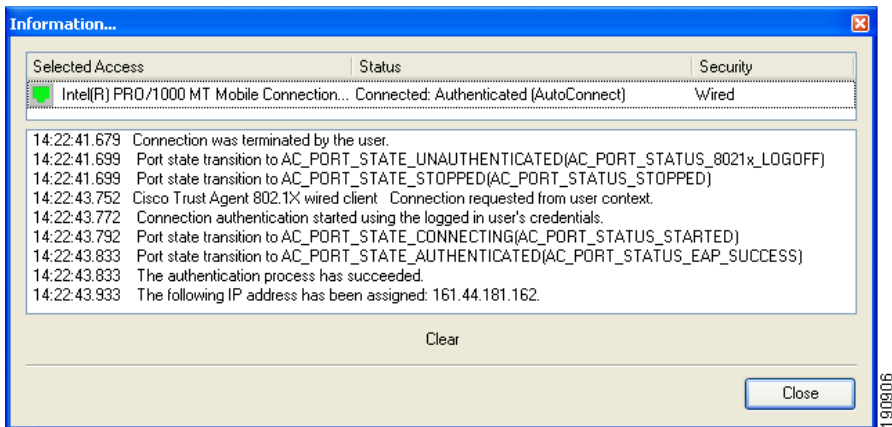 Information...
Selected Access Status Security
Intel(R) PRO/1000 MT Mobile Connection... Connected: Authenticated (AutoConnect) Wired
14:22:41.679 Connection was terminated by the user.
14:22:41.699 Port state transition to AC_PORT_STATE_UNAUTHENTICATED(AC_PORT_STATUS_8021x_LOGOFF)
14:22:41.699 Port state transition to AC_PORT_STATE_STOPPED(AC_PORT_STATUS_STOPPED)
14:22:43.752 Cisco Trust Agent 802.1X wired client Connection requested from user context.
14:22:43.772 Connection authentication started using the logged in user's credentials.
14:22:43.792 Port state transition to AC_PORT_STATE_CONNECTING(AC_PORT_STATUS_STARTED)
14:22:43.833 Port state transition to AC_PORT_STATE_AUTHENTICATED(AC_PORT_STATUS_EAP_SUCCESS)
14:22:43.833 The authentication process has succeeded.
14:22:43.933 The following IP address has been assigned: 161.44.181.162.
Clear
Close
190906